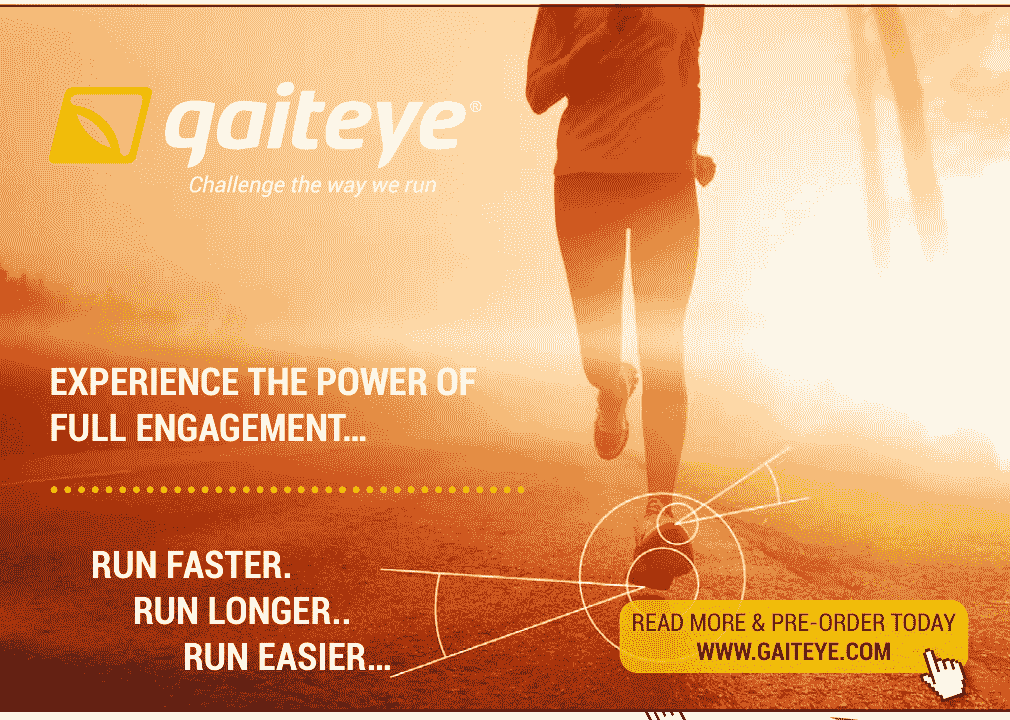 gaiteye®
Challenge the way we run
EXPERIENCE THE POWER OF
FULL ENGAGEMENT...
RUN FASTER.
RUN LONGER..
RUN EASIER...
READ MORE & PRE-ORDER TODAY
WWW.GAITEYE.COM